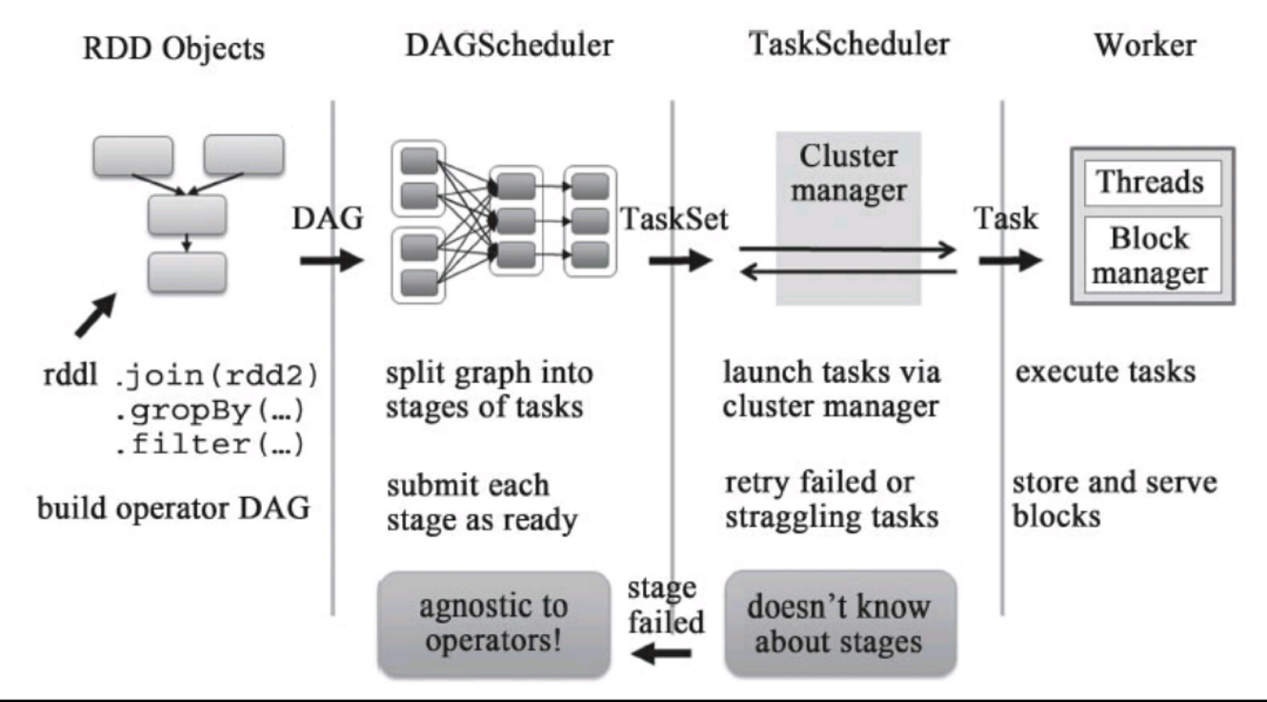 RDD Objects
DAGScheduler
TaskScheduler
Worker
DAG
TaskSet
Cluster
manager
Task
Threads
Block
manager
rddl .join(rdd2)
.gropBy(…)
.filter(…)
build operator DAG
split graph into
stages of tasks
submit each
stage as ready
launch tasks via
cluster manager
retry failed or
straggling tasks
execute tasks
store and serve
blocks
agnostic to
operators!
stage
failed
doesn't know
about stages